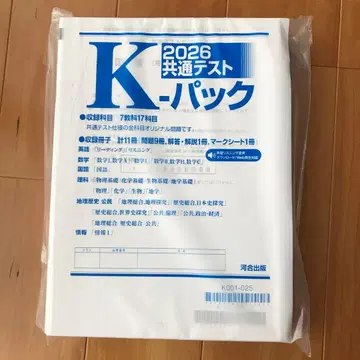 2026
共通テスト
K-パック
●収録科目 7教科17科目
共通テスト仕様の全科目オリジナル問題です。
●収録冊子 計11冊 問題9冊、解答・解説1冊、マークシート1冊
英語 「リーディング」「リスニング」
数学 「数学Ⅰ」「数学Ⅰ、数学A」「数学Ⅱ、数学B、数学C」
国語 「国語」
理科 「物理基礎/化学基礎/生物基礎/地学基礎」
「物理」「化学」「生物」「地学」
地理歴史 公民 「地理総合、地理探究」「歴史総合、日本史探究」
「歴史総合、世界史探究」「公共、倫理」「公共、政治・経済」
「地理総合/歴史総合/公共」
情報 「情報Ⅰ」
河合出版
K001-025